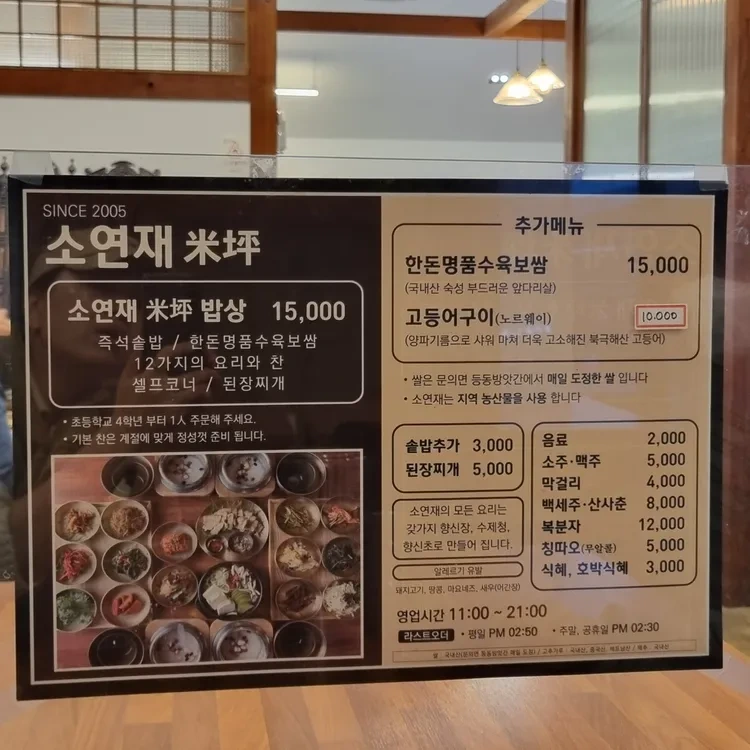 SINCE 2005
소연재 米坪
소연재 米坪 밥상 15,000
즉석솥밥 / 한돈명품수육보쌈
12가지의 요리와 찬
셀프코너 / 된장찌개
• 초등학교 4학년 부터 1人 주문해 주세요.
• 기본 찬은 계절에 맞게 정성껏 준비 됩니다.
추가메뉴
한돈명품수육보쌈 15,000
(국내산 숙성 부드러운 앞다리살)
고등어구이(노르웨이) 10.000
(양파기름으로 샤워 마쳐 더욱 고소해진 북극해산 고등어)
• 쌀은 문의면 등동방앗간에서 매일 도정한 쌀 입니다
• 소연재는 지역 농산물을 사용 합니다
솥밥추가 3,000
된장찌개 5,000
소연재의 모든 요리는
갖가지 향신장, 수제청,
향신초로 만들어 집니다.
알레르기 유발
돼지고기, 땅콩, 마요네즈, 새우(어간장)
음료 2,000
소주·맥주 5,000
막걸리 4,000
백세주·산사춘 8,000
복분자 12,000
칭따오(무알콜) 5,000
식혜, 호박식혜 3,000
영업시간 11:00 ~ 21:00
라스트오더 • 평일 PM 02:50 • 주말, 공휴일 PM 02:30